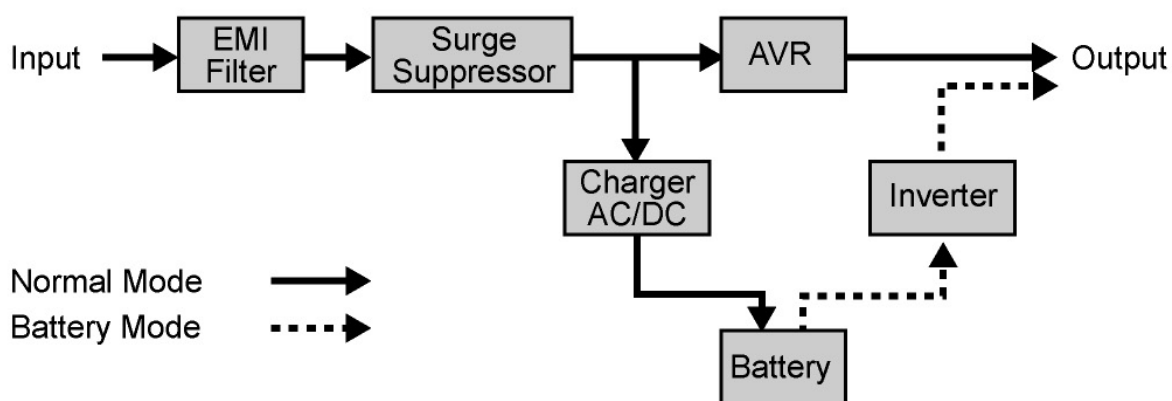 Input
EMI
Filter
Surge
Suppressor
AVR
Output
Charger
AC/DC
Inverter
Normal Mode
Battery Mode
Battery